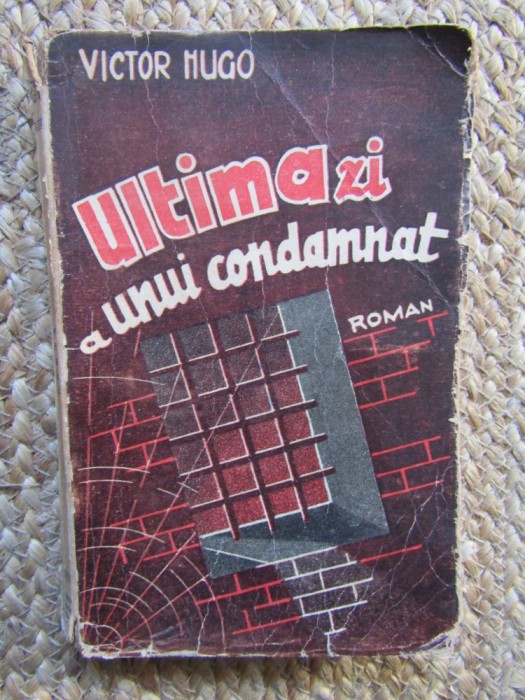 VICTOR HUGO
Ultima zi
a unui condamnat
ROMAN